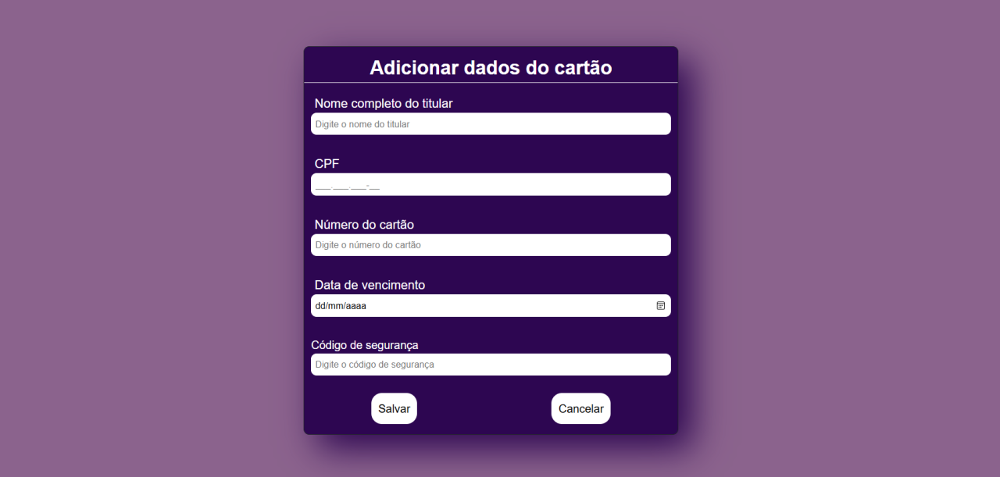 Adicionar dados do cartão
Nome completo do titular
Digite o nome do titular
CPF
___.___.___-__
Número do cartão
Digite o número do cartão
Data de vencimento
dd/mm/aaaa
Código de segurança
Digite o código de segurança
Salvar Cancelar